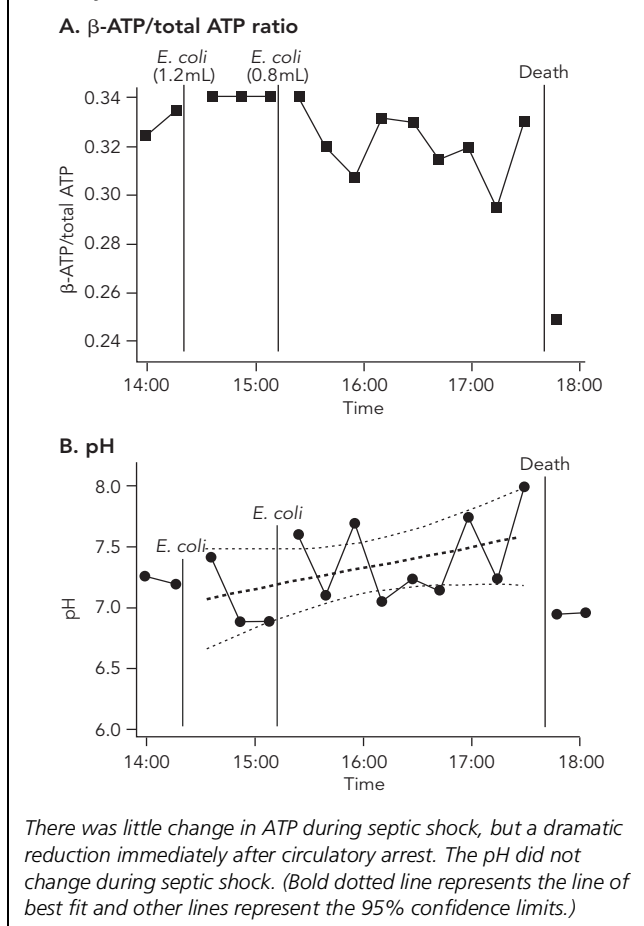 A. β-ATP/total ATP ratio
E. coli
(1.2mL)
E. coli
(0.8mL)
Death
0.34
0.32
0.30
0.28
0.26
0.24
β-ATP/total ATP
14:00 15:00 16:00 17:00 18:00
Time
B. pH
Death
E. coli
E. coli
8.0
7.5
7.0
6.5
6.0
pH
14:00 15:00 16:00 17:00 18:00
Time
There was little change in ATP during septic shock, but a dramatic
reduction immediately after circulatory arrest. The pH did not
change during septic shock. (Bold dotted line represents the line of
best fit and other lines represent the 95% confidence limits.)